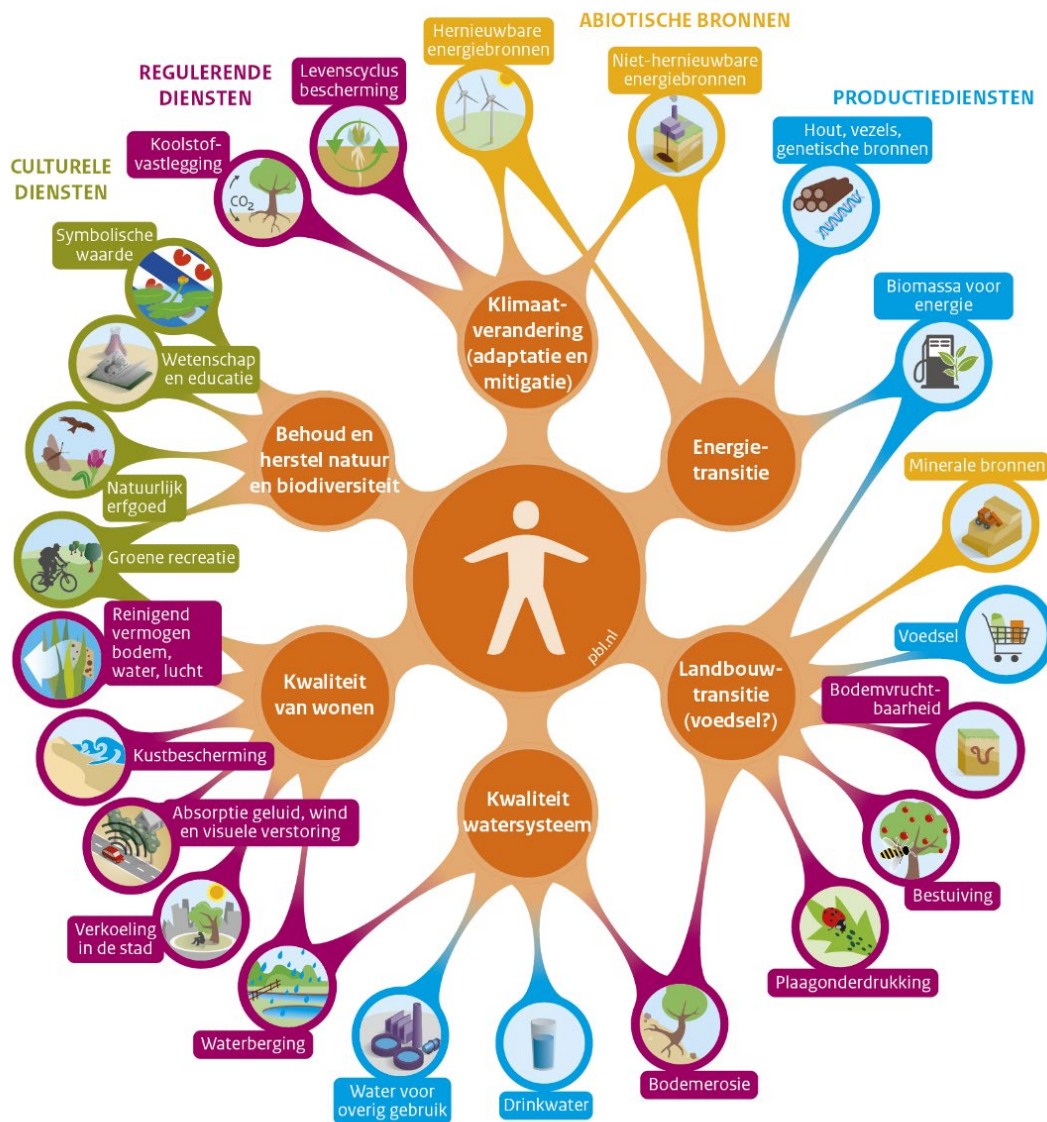 ABIOTISCHE BRONNEN
Hernieuwbare
energiebronnen
Niet-hernieuwbare
energiebronnen
REGULERENDE
DIENSTEN
Levenscyclus
bescherming
Koolstof-
vastlegging
CO2
PRODUCTIEDIENSTEN
Hout, vezels,
genetische bronnen
Biomassa voor
energie
CULTURELE
DIENSTEN
Symbolische
waarde
Wetenschap
en educatie
Natuurlijk
erfgoed
Groene recreatie
Klimaat-
verandering
(adaptatie en
mitigatie)
Behoud en
herstel natuur
en biodiversiteit
Energie-
transitie
Minerale bronnen
Voedsel
Reinigend
vermogen
bodem,
water, lucht
Kwaliteit
van wonen
pbl.nl
Landbouw-
transitie
(voedsel?)
Bodemvrucht-
baarheid
Kustbescherming
Absorptie geluid, wind
en visuele verstoring
Kwaliteit
watersysteem
Bestuiving
Verkoeling
in de stad
Plaagonderdrukking
Waterberging
Water voor
overig gebruik
Drinkwater
Bodemerosie